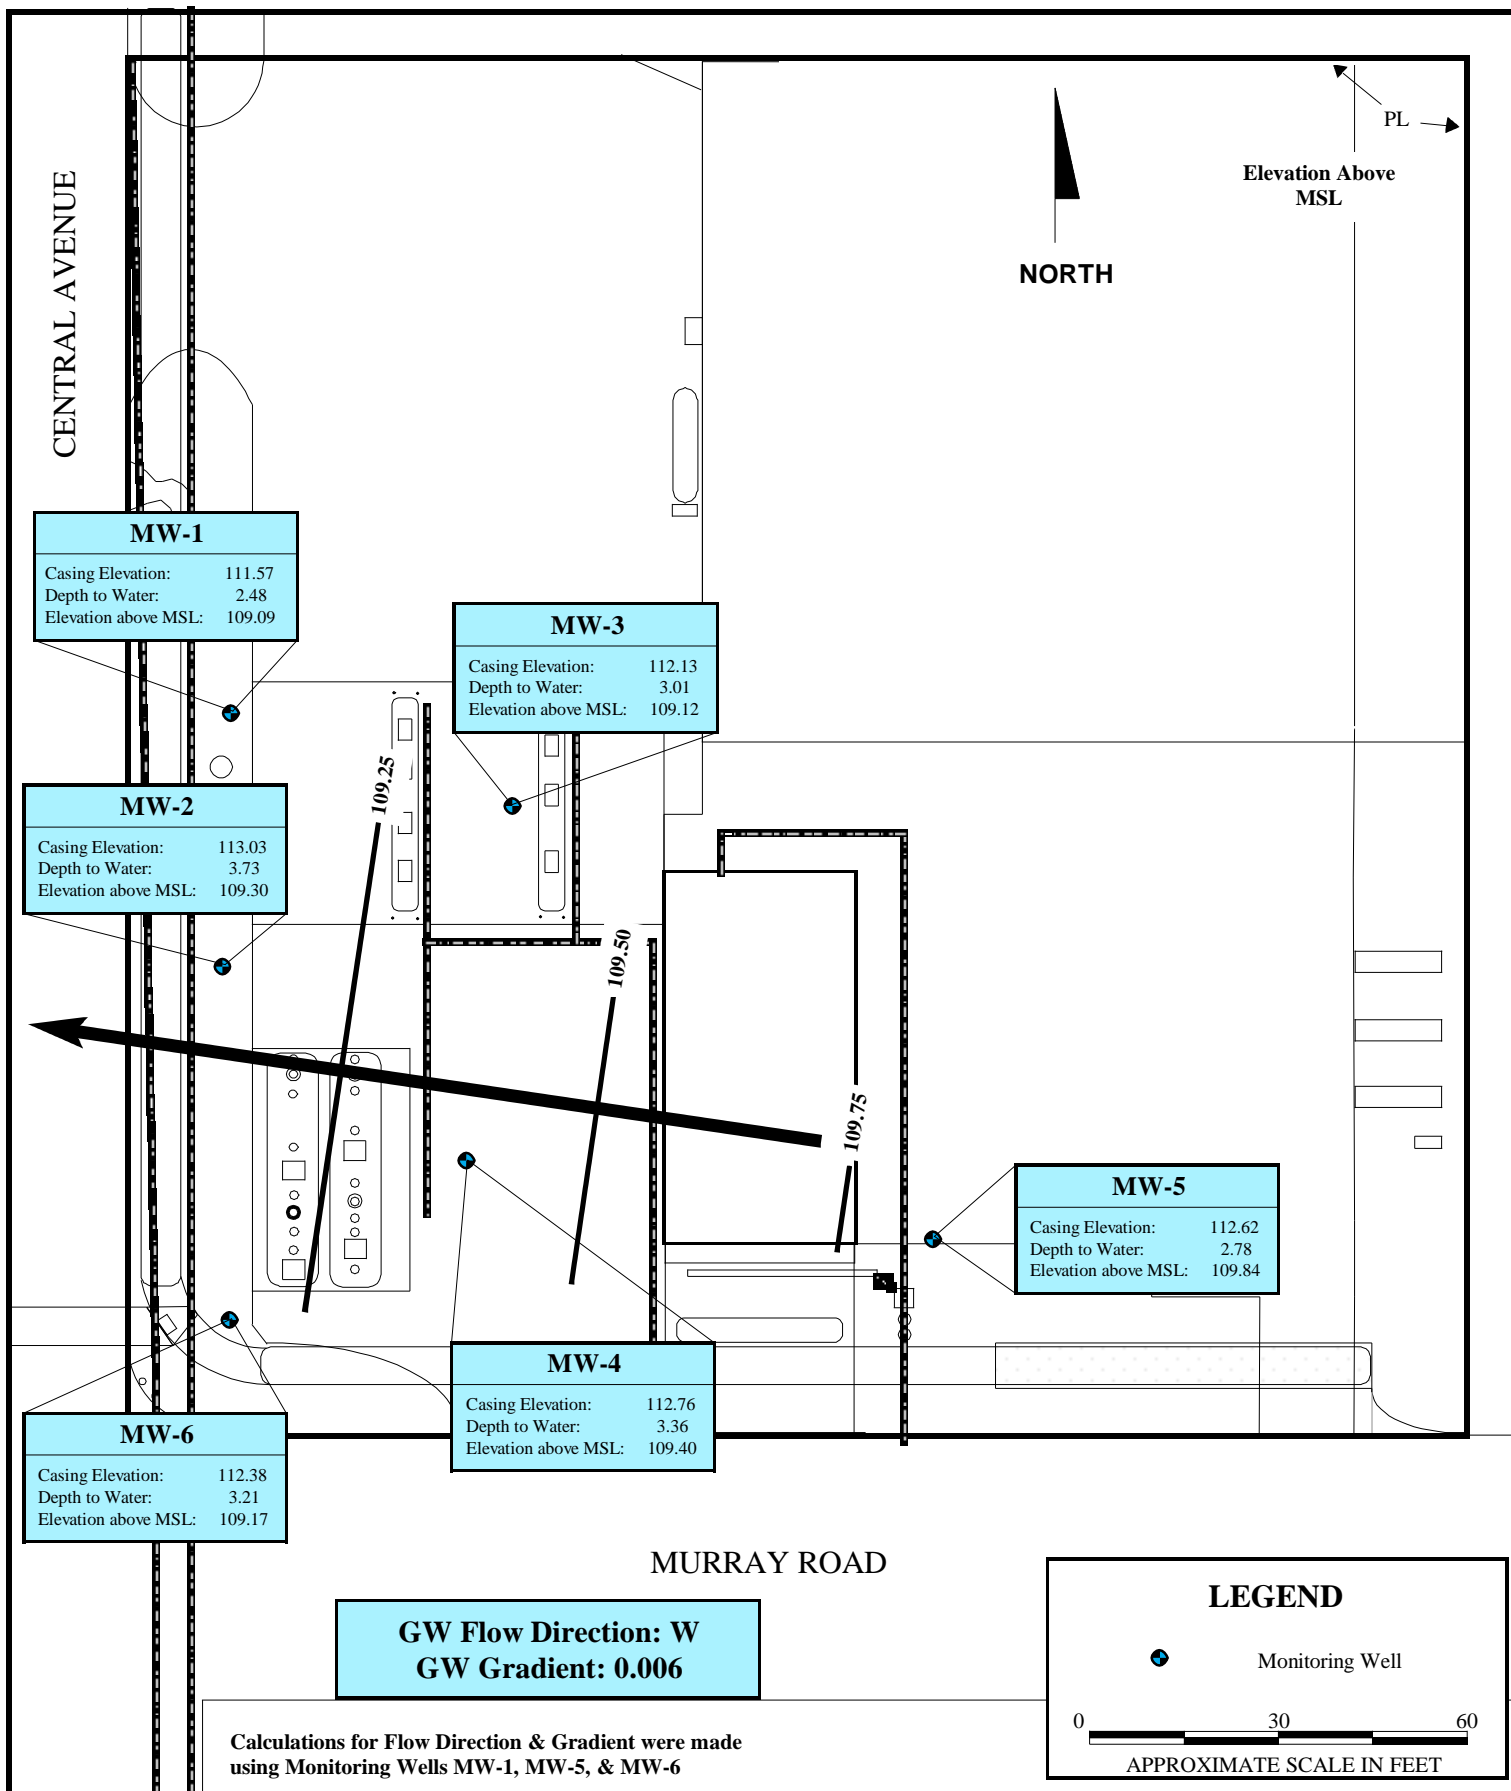 PL
Elevation Above
MSL
NORTH
CENTRAL AVENUE
MW-1
Casing Elevation: 111.57
Depth to Water: 2.48
Elevation above MSL: 109.09
MW-3
Casing Elevation: 112.13
Depth to Water: 3.01
Elevation above MSL: 109.12
109.25
MW-2
Casing Elevation: 113.03
Depth to Water: 3.73
Elevation above MSL: 109.30
109.50
109.75
MW-5
Casing Elevation: 112.62
Depth to Water: 2.78
Elevation above MSL: 109.84
MW-4
Casing Elevation: 112.76
Depth to Water: 3.36
Elevation above MSL: 109.40
MW-6
Casing Elevation: 112.38
Depth to Water: 3.21
Elevation above MSL: 109.17
MURRAY ROAD
GW Flow Direction: W
GW Gradient: 0.006
Calculations for Flow Direction & Gradient were made
using Monitoring Wells MW-1, MW-5, & MW-6
LEGEND
Monitoring Well
0 30 60
APPROXIMATE SCALE IN FEET